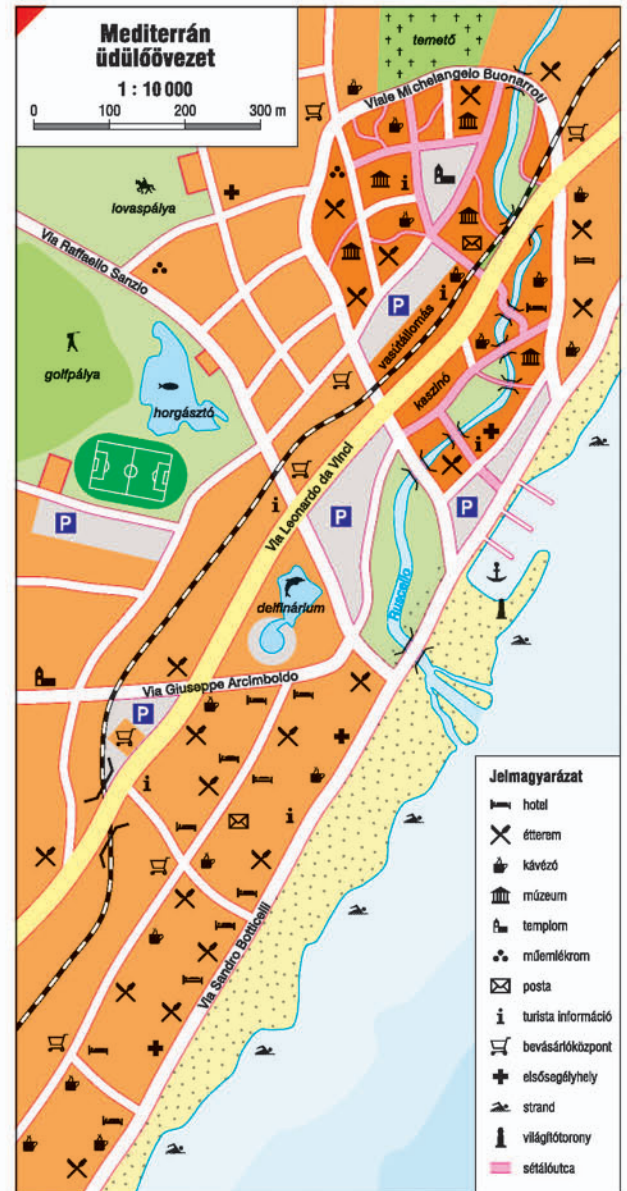 Mediterrán
üdülőövezet
1 : 10 000
0 100 200 300 m
temető
Viale Michelangelo Buonarroti
lovaspálya
i
Via Raffaello Sanzio
P
i
vasútállomás
golfpálya
horgásztó
kaszinó
i
i
Via Leonardo da Vinci
P
P
P
Ruscello
delfinárium
Via Giuseppe Arcimboldo
P
i
i
Via Sandro Botticelli
Jelmagyarázat
hotel
étterem
kávézó
múzeum
templom
műemlékrom
posta
i turista információ
bevásárlóközpont
elsősegélyhely
strand
világítótorony
sétálóutca